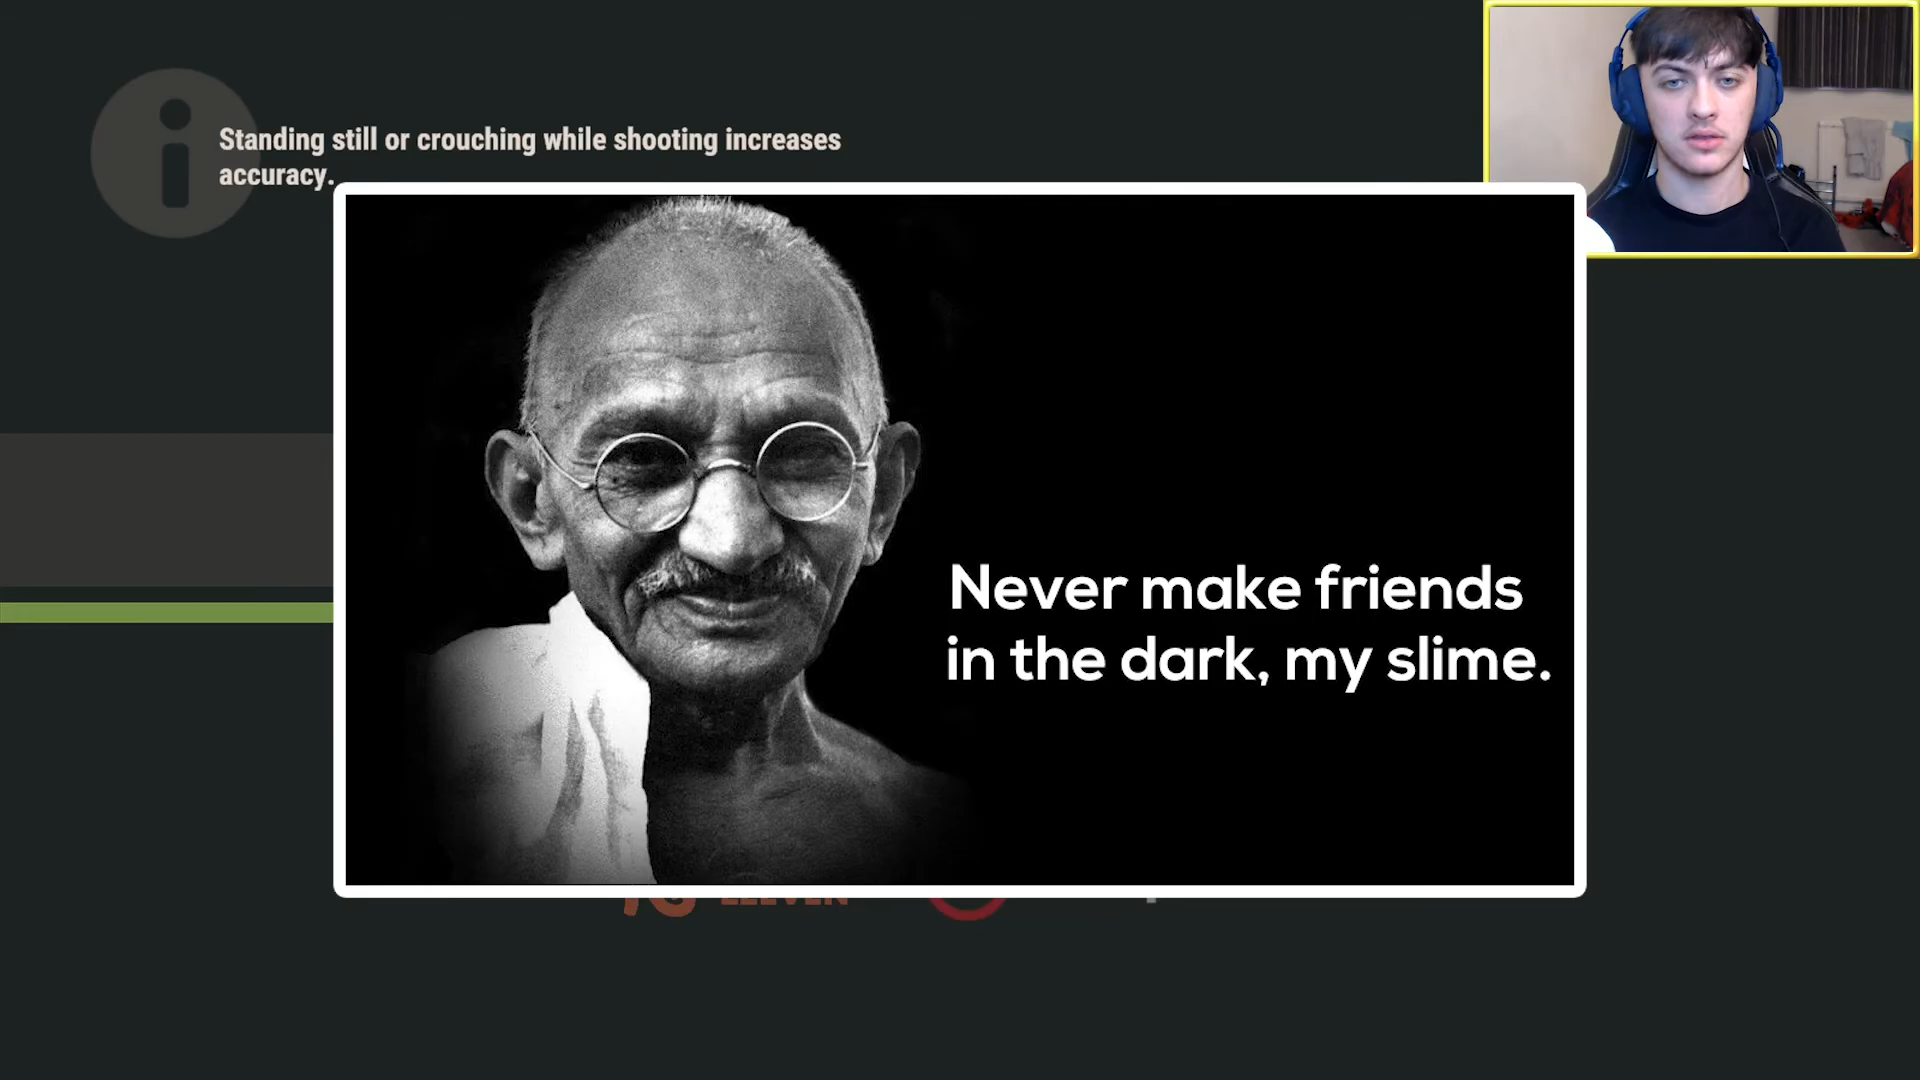 Standing still or crouching while shooting increases
accuracy.
Never make friends
in the dark, my slime.